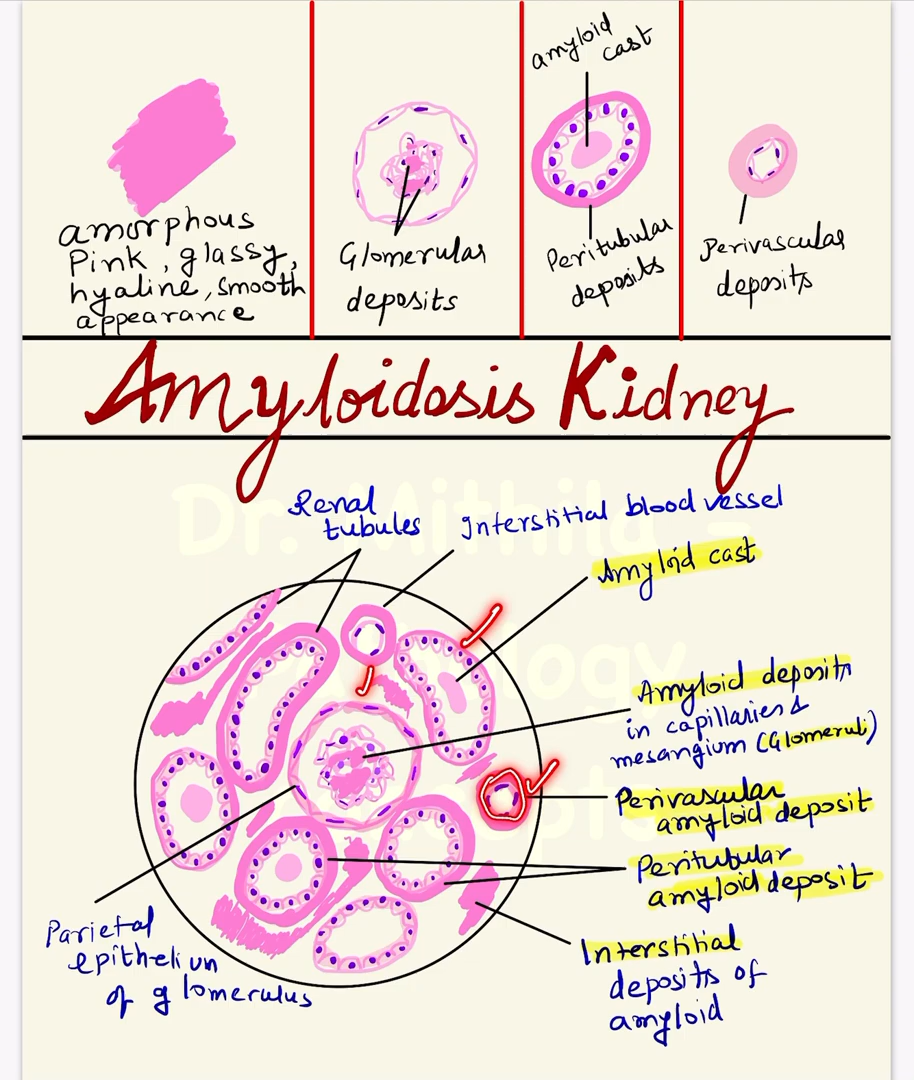 amorphous
Pink, glassy,
hyaline, smooth
appearance
Glomerular
deposits
amyloid
cast
Peritubular
deposits
Perivascular
deposits
Amyloidosis Kidney
Renal
tubules
Interstitial blood vessel
Amyloid cast
Amyloid deposits
in capillaries &
mesangium (Glomeruli)
Perivascular
amyloid deposit
Peritubular
amyloid deposit
Interstitial
deposits of
amyloid
Parietal
epithelium
of glomerulus